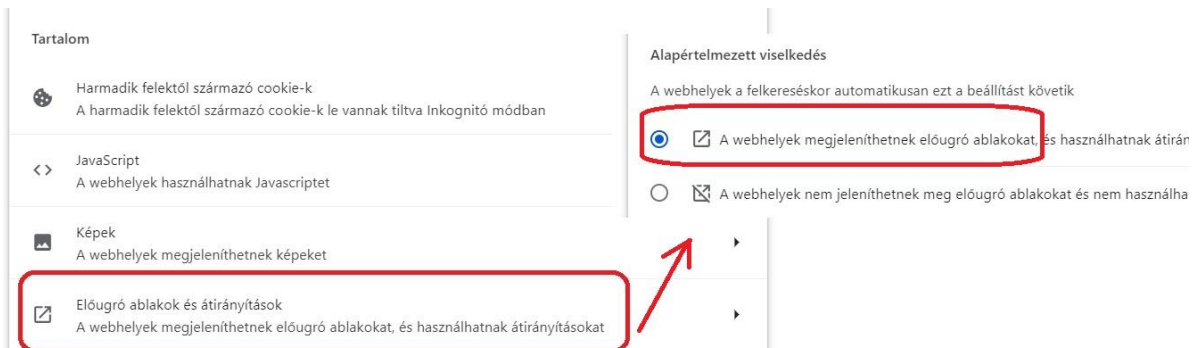 Tartalom
Harmadik felektől származó cookie-k
A harmadik felektől származó cookie-k le vannak tiltva Inkognitó módban
JavaScript
A webhelyek használhatnak Javascriptet
Képek
A webhelyek megjeleníthetnek képeket
Előugró ablakok és átirányítások
A webhelyek megjeleníthetnek előugró ablakokat, és használhatnak átirányításokat
Alapértelmezett viselkedés
A webhelyek a felkereséskor automatikusan ezt a beállítást követik
A webhelyek megjeleníthetnek előugró ablakokat, és használhatnak átirán
A webhelyek nem jeleníthetnek meg előugró ablakokat és nem használha